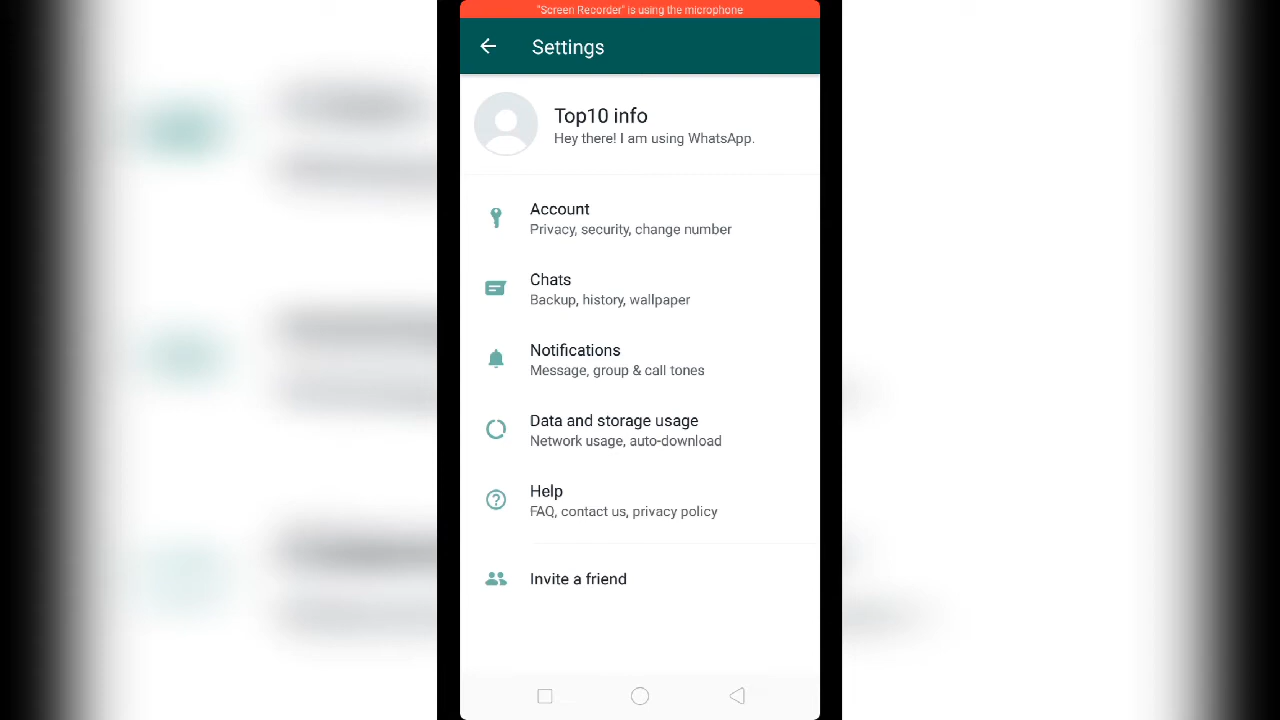 "Screen Recorder" is using the microphone
Settings
Top10 info
Hey there! I am using WhatsApp.
Account
Privacy, security, change number
Chats
Backup, history, wallpaper
Notifications
Message, group & call tones
Data and storage usage
Network usage, auto-download
Help
FAQ, contact us, privacy policy
Invite a friend